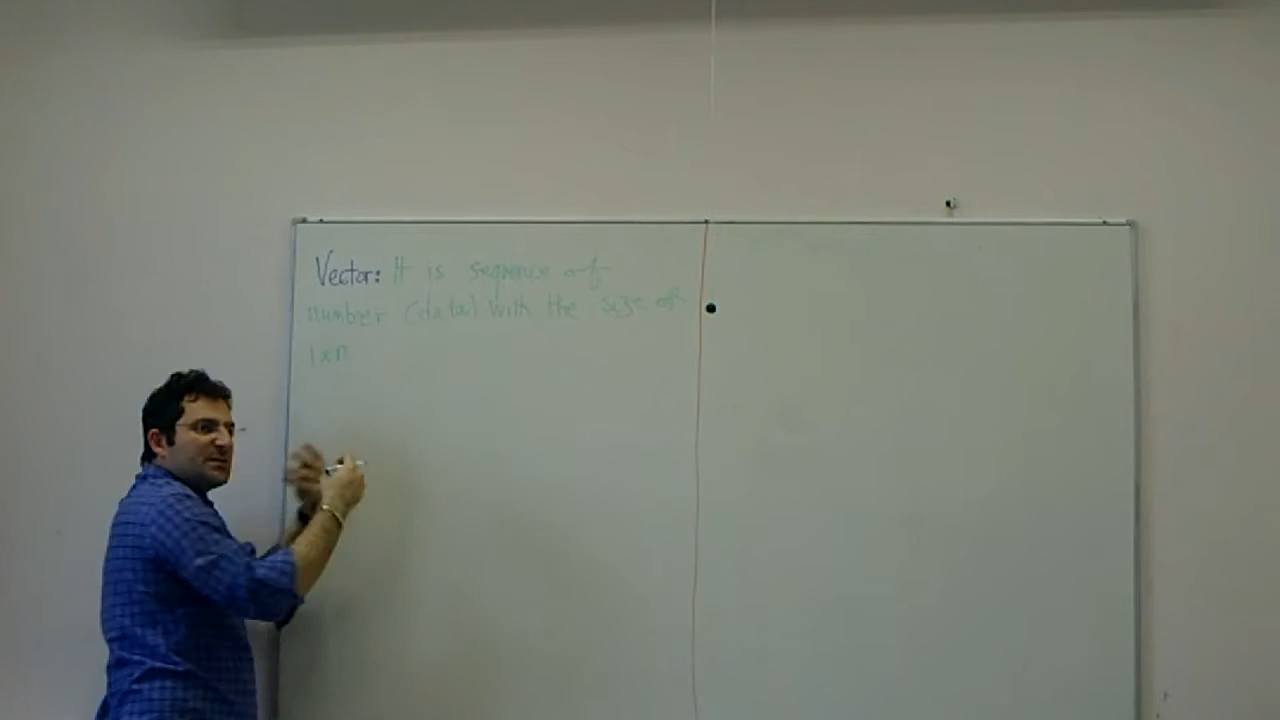 Vector: It is sequence of
number (data) with the size of
1xn